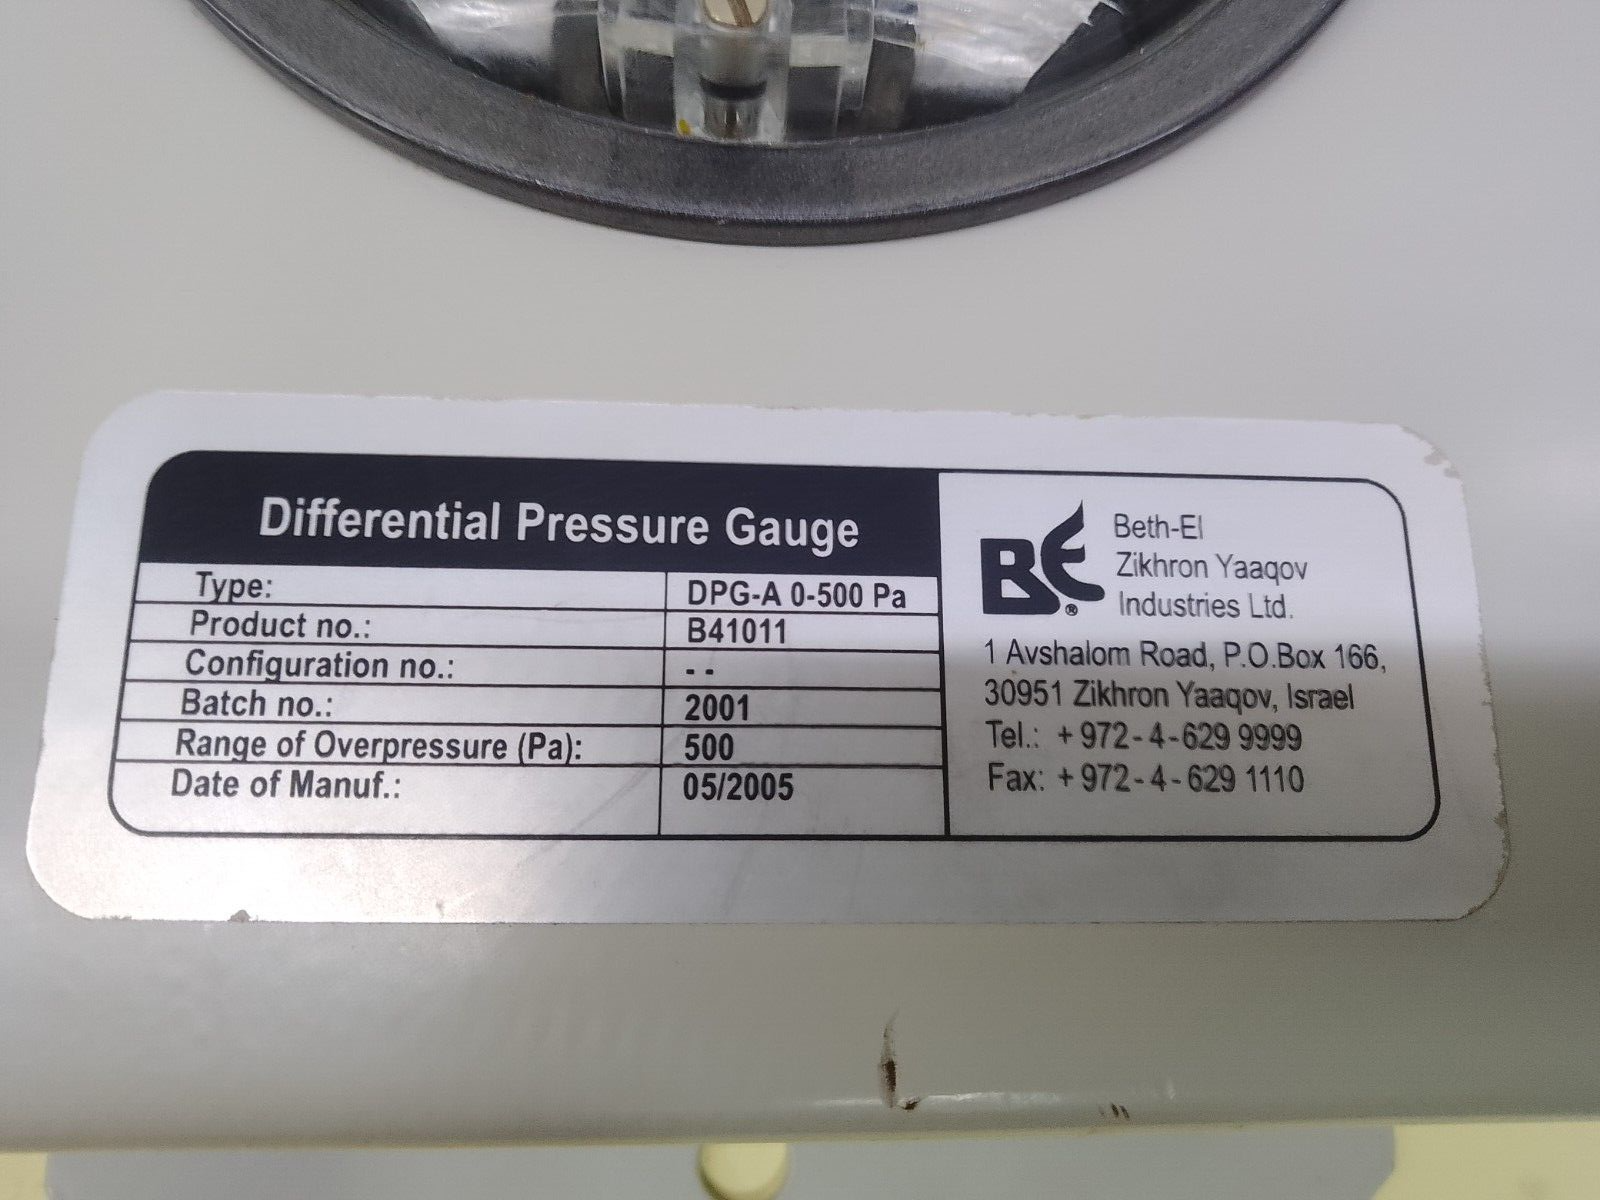 Differential Pressure Gauge
Type: DPG-A 0-500 Pa
Product no.: B41011
Configuration no.: - -
Batch no.: 2001
Range of Overpressure (Pa): 500
Date of Manuf.: 05/2005
BE®
Beth-El
Zikhron Yaaqov
Industries Ltd.
1 Avshalom Road, P.O.Box 166,
30951 Zikhron Yaaqov, Israel
Tel.: + 972 - 4 - 629 9999
Fax: + 972 - 4 - 629 1110